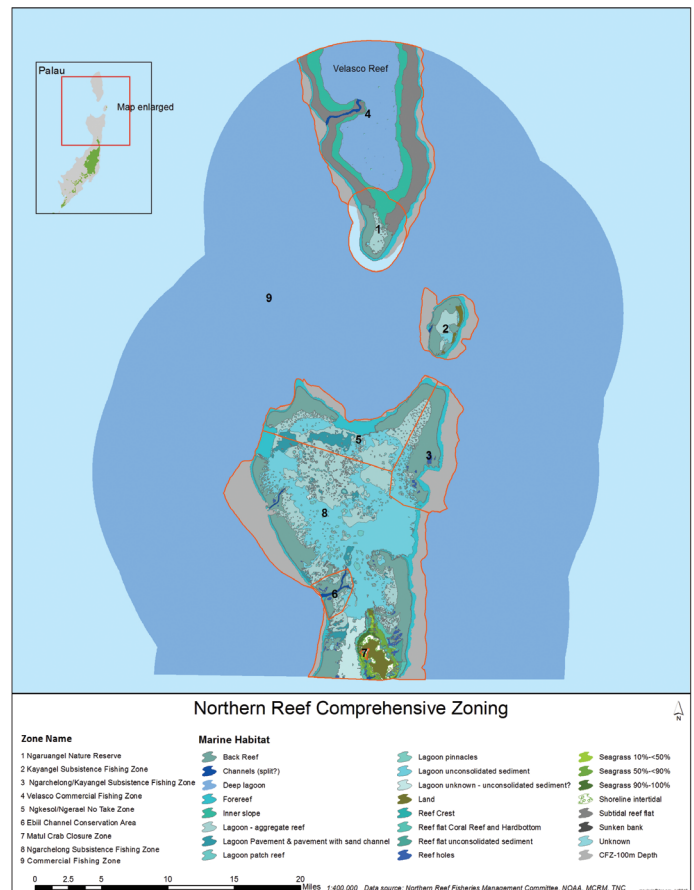 Palau
Map enlarged
Velasco Reef
4
1
9
2
5
3
8
6
7
Northern Reef Comprehensive Zoning
N
Zone Name
1 Ngaruangel Nature Reserve
2 Kayangel Subsistence Fishing Zone
3 Ngarchelong/Kayangel Subsistence Fishing Zone
4 Velasco Commercial Fishing Zone
5 Ngkesol/Ngerael No Take Zone
6 Ebiil Channel Conservation Area
7 Matul Crab Closure Zone
8 Ngarchelong Subsistence Fishing Zone
9 Commercial Fishing Zone
Marine Habitat
Back Reef
Channels (split?)
Deep lagoon
Forereef
Inner slope
Lagoon - aggregate reef
Lagoon Pavement & pavement with sand channel
Lagoon patch reef
Lagoon pinnacles
Lagoon unconsolidated sediment
Lagoon unknown - unconsolidated sediment?
Land
Reef Crest
Reef flat Coral Reef and Hardbottom
Reef flat unconsolidated sediment
Reef holes
Seagrass 10%-<50%
Seagrass 50%-<90%
Seagrass 90%-100%
Shoreline intertidal
Subtidal reef flat
Sunken bank
Unknown
CFZ-100m Depth
0 2.5 5 10 15 20 Miles 1:400,000 Data source: Northern Reef Fisheries Management Committee, NOAA, MCRM, TNC